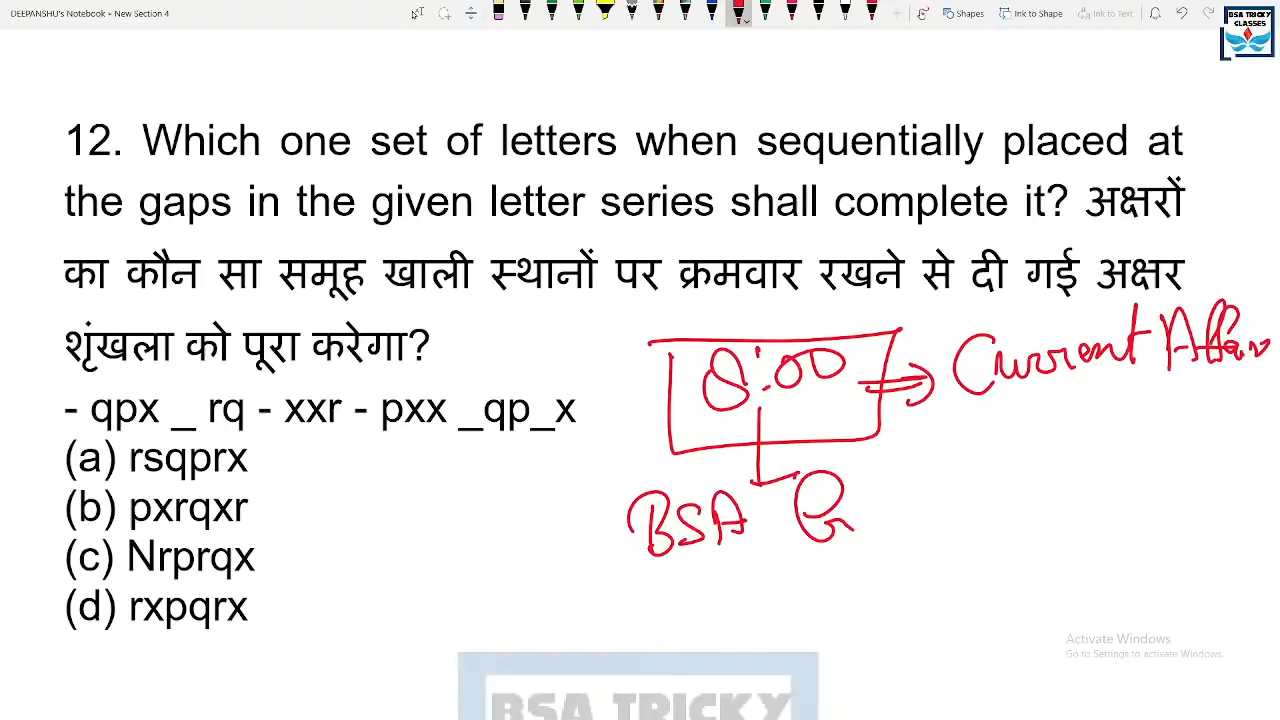 DEEPANSHU's Notebook » New Section 4
Shapes Ink to Shape Ink to Text
BSA TRICKY
CLASSES
12. Which one set of letters when sequentially placed at
the gaps in the given letter series shall complete it? अक्षरों
का कौन सा समूह खाली स्थानों पर क्रमवार रखने से दी गई अक्षर
शृंखला को पूरा करेगा?
8:00 Current Affair
- qpx _ rq - xxr - pxx _qp_x
(a) rsqprx
(b) pxrqxr
BSA
(c) Nrprqx
(d) rxpqrx
Activate Windows
Go to Settings to activate Windows.
BSA TRICKY